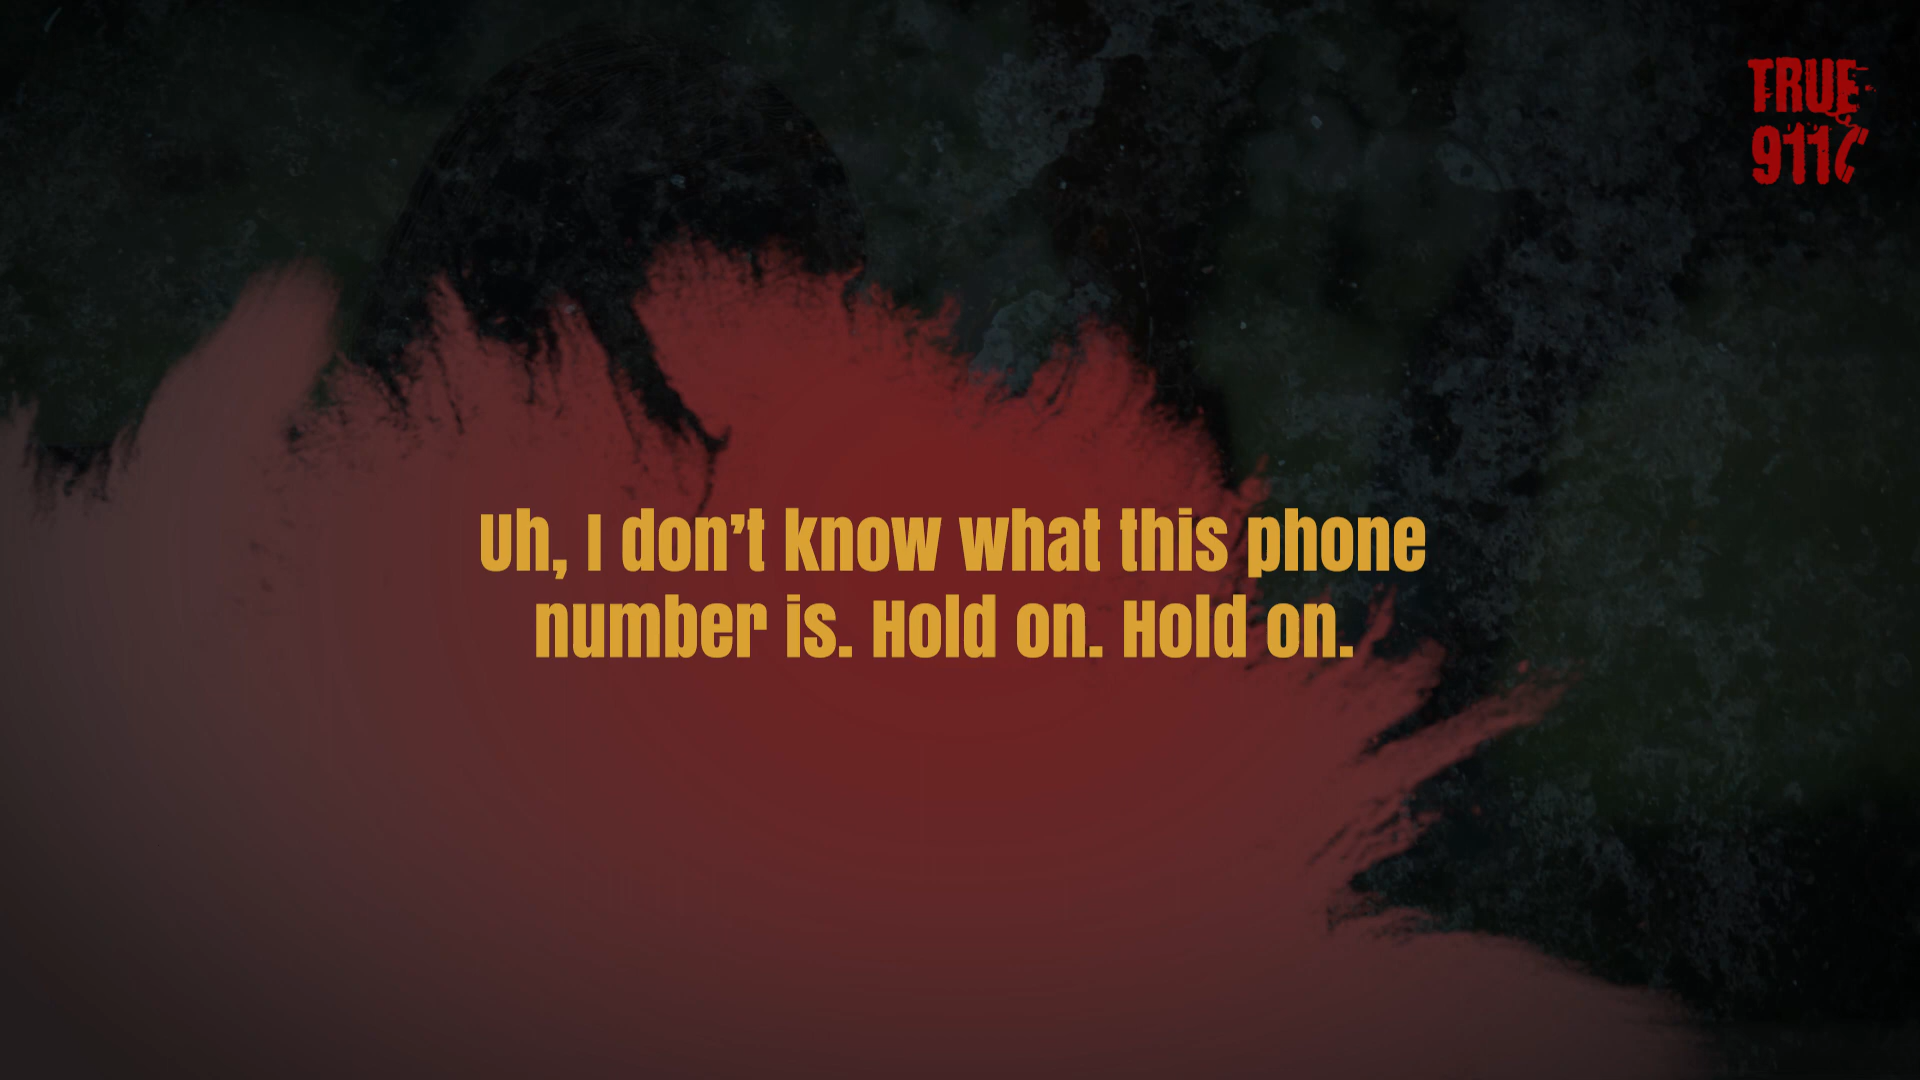 TRUE
911
Uh, I don’t know what this phone
number is. Hold on. Hold on.